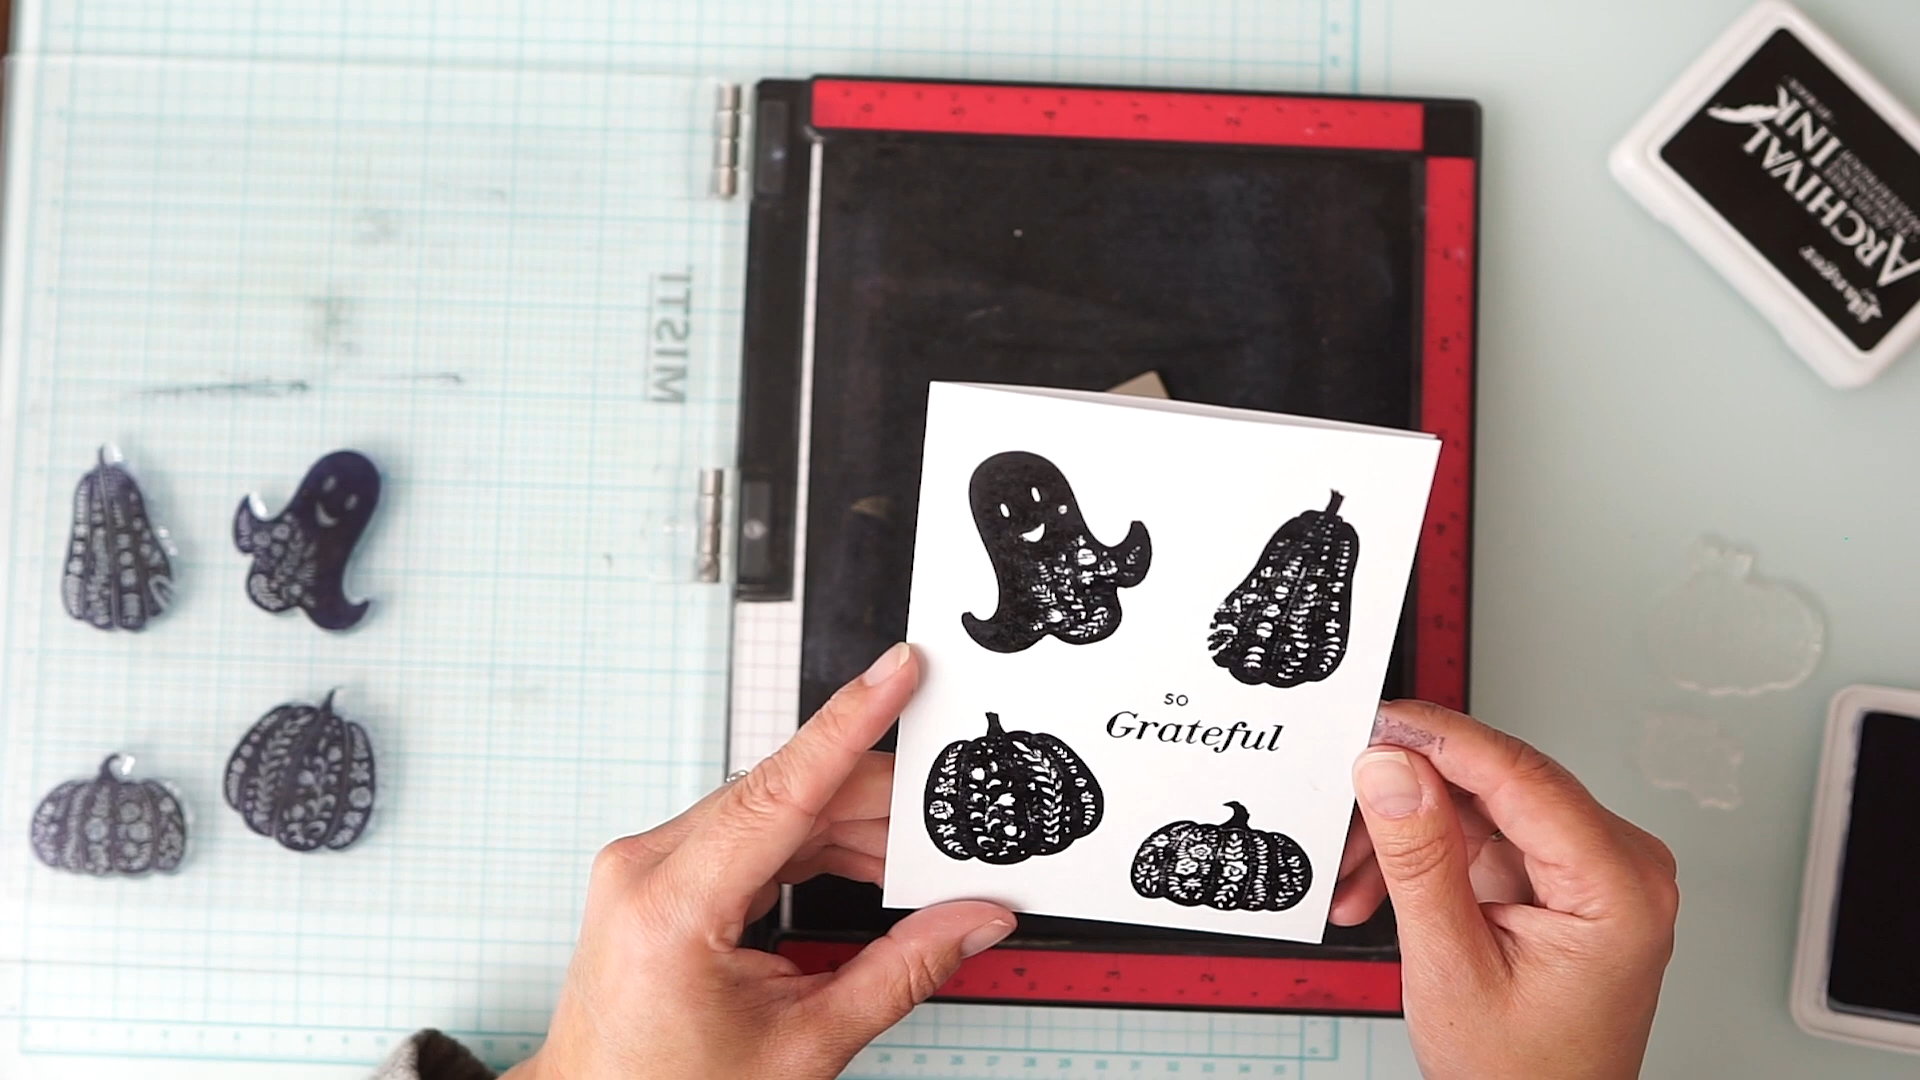 MISTI
ARCHIVAL
INK
Ranger
so
Grateful